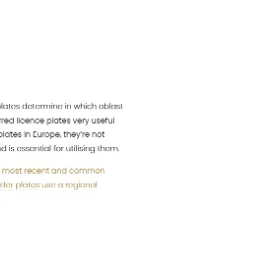 plates determine in which oblast
red licence plates very useful
plates in Europe, they're not
d is essential for utilising them.
most recent and common
der plates use a regional